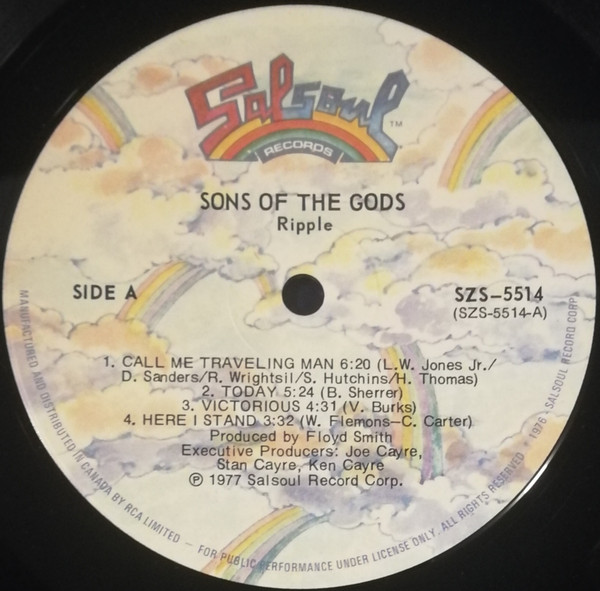 Salsoul
TM
RECORDS
SONS OF THE GODS
Ripple
SIDE A
SZS-5514
(SZS-5514-A)
1. CALL ME TRAVELING MAN 6:20 (L.W. Jones Jr./
D. Sanders/R. Wrightsil/S. Hutchins/H. Thomas)
2. TODAY 5:24 (B. Sherrer)
3. VICTORIOUS 4:31 (V. Burks)
4. HERE I STAND 3:32 (W. Flemons-C. Carter)
Produced by Floyd Smith
Executive Producers: Joe Cayre,
Stan Cayre, Ken Cayre
℗ 1977 Salsoul Record Corp.
MANUFACTURED AND DISTRIBUTED IN CANADA BY RCA LIMITED - FOR PUBLIC PERFORMANCE UNDER LICENSE ONLY. ALL RIGHTS RESERVED • 1976 SALSOUL RECORD CORP.